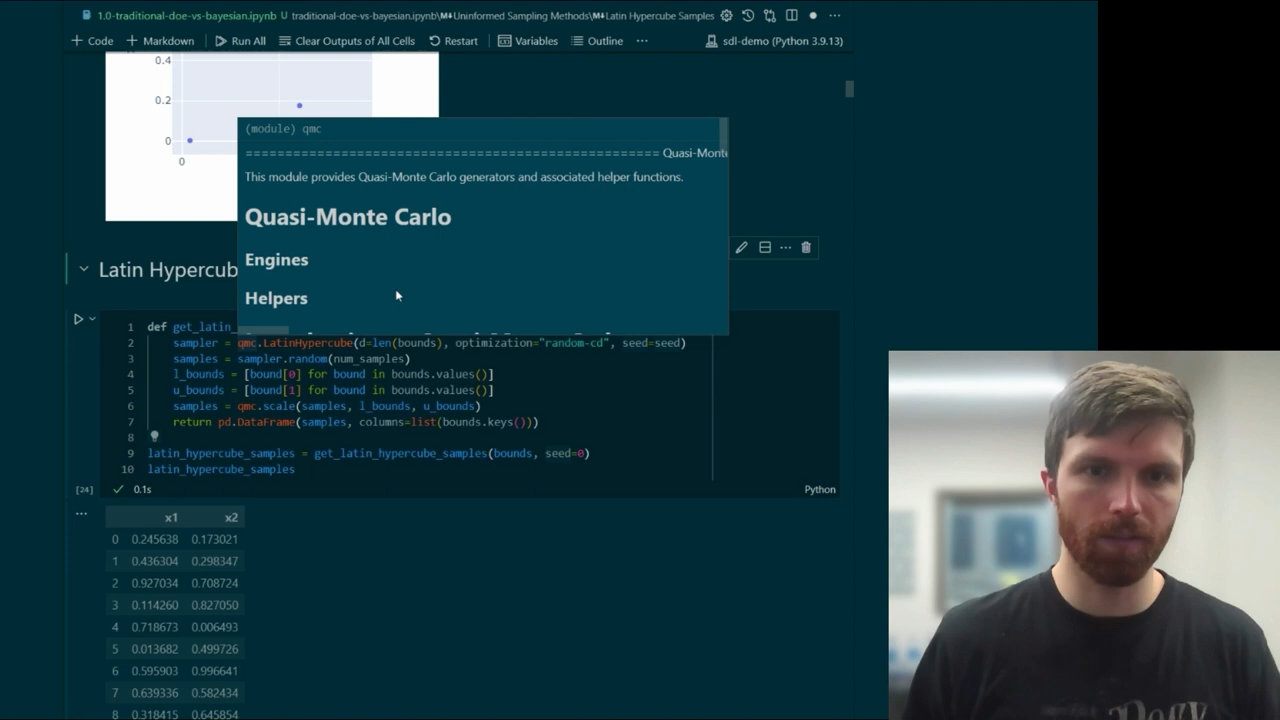 1.0-traditional-doe-vs-bayesian.ipynb U traditional-doe-vs-bayesian.ipynb\M↓Uninformed Sampling Methods\M↓Latin Hypercube Samples
+ Code + Markdown Run All Clear Outputs of All Cells Restart Variables Outline ... sdl-demo (Python 3.9.13)
0.4
0.2
0
0
(module) qmc
==================================================== Quasi-Monte
This module provides Quasi-Monte Carlo generators and associated helper functions.
Quasi-Monte Carlo
Engines
Helpers
Latin Hypercub
1 def get_latin_
2 sampler = qmc.LatinHypercube(d=len(bounds), optimization="random-cd", seed=seed)
3 samples = sampler.random(num_samples)
4 l_bounds = [bound[0] for bound in bounds.values()]
5 u_bounds = [bound[1] for bound in bounds.values()]
6 samples = qmc.scale(samples, l_bounds, u_bounds)
7 return pd.DataFrame(samples, columns=list(bounds.keys()))
8
9 latin_hypercube_samples = get_latin_hypercube_samples(bounds, seed=0)
10 latin_hypercube_samples
[24] 0.1s Python
... x1 x2
0 0.245638 0.173021
1 0.436304 0.298347
2 0.927034 0.708724
3 0.114260 0.827050
4 0.718673 0.006493
5 0.013682 0.499726
6 0.595903 0.996641
7 0.639336 0.582434
8 0.318415 0.645854